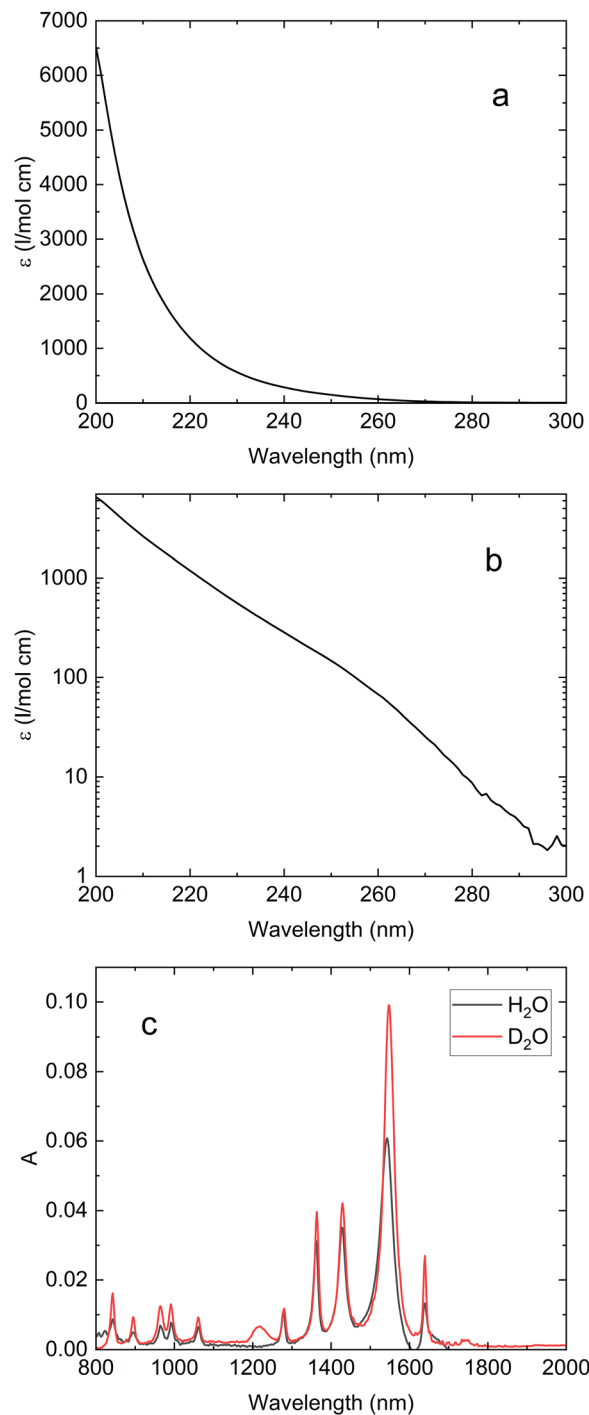 7000
6000
5000
4000
3000
2000
1000
0
ε (l/mol cm)
a
200 220 240 260 280 300
Wavelength (nm)
1000
100
10
1
ε (l/mol cm)
b
200 220 240 260 280 300
Wavelength (nm)
0.10
0.08
0.06
0.04
0.02
0.00
A
c
H₂O
D₂O
800 1000 1200 1400 1600 1800 2000
Wavelength (nm)